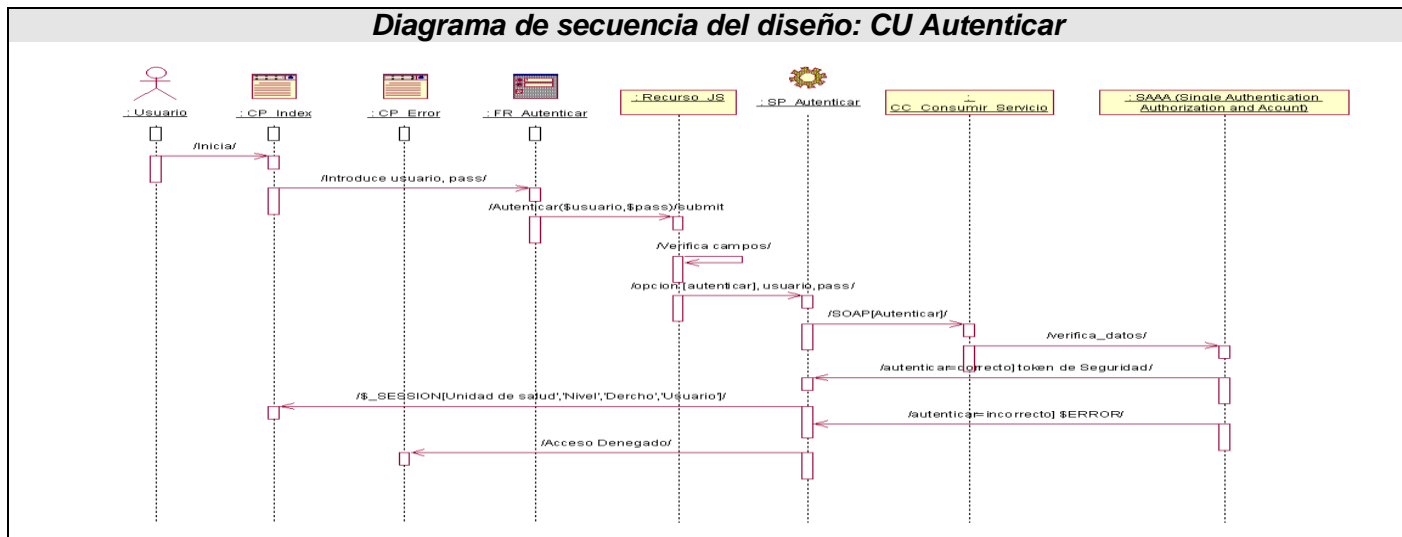 Diagrama de secuencia del diseño: CU Autenticar
: Usuario
: CP_Index
: CP_Error
: FR_Autenticar
: Recurso_JS
: SP_Autenticar
:
CC_Consumir_Servicio
: SAAA (Single Authentication
Authorization and Acount)
/Inicia/
/Introduce usuario, pass/
/Autenticar($usuario,$pass)/submit
/Verifica campos/
/opcion [autenticar], usuario,pass/
/SOAP[Autenticar]/
/verifica_datos/
/autenticar=correcto] token de Seguridad/
/$_SESSION[Unidad de salud','Nivel','Dercho','Usuario']/
/autenticar=incorrecto] $ERROR/
/Acceso Denegado/